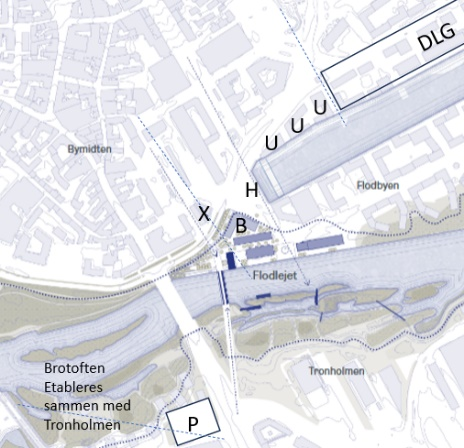 DLG
U
U
U
Bymidten
H
Flodbyen
X
B
Flodlejet
Tronholmen
Brotoften
Etableres
sammen med
Tronholmen
P